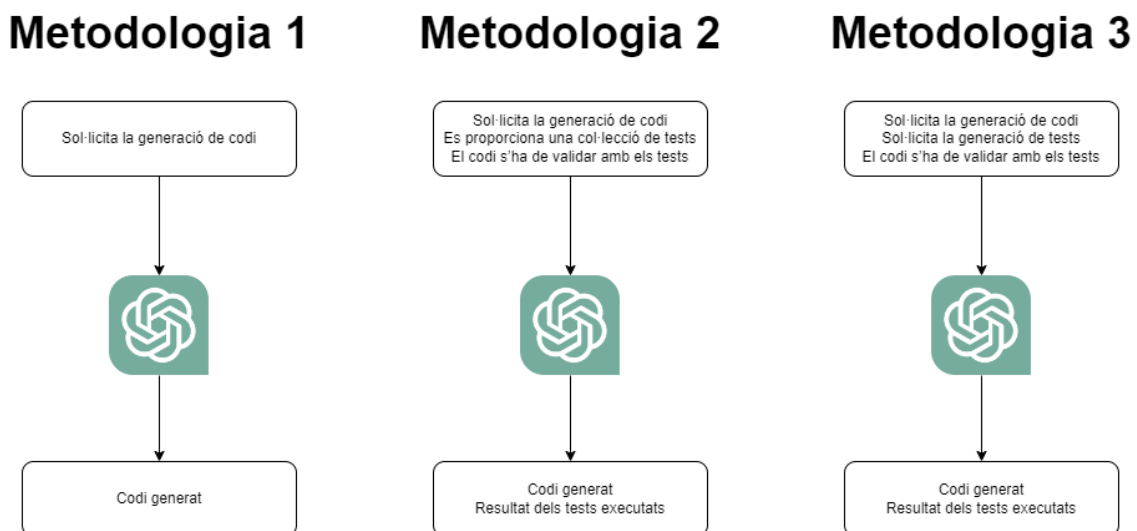 Metodologia 1
Metodologia 2
Metodologia 3
Sol·licita la generació de codi
Sol·licita la generació de codi
Es proporciona una col·lecció de tests
El codi s'ha de validar amb els tests
Sol·licita la generació de codi
Sol·licita la generació de tests
El codi s'ha de validar amb els tests
Codi generat
Codi generat
Resultat dels tests executats
Codi generat
Resultat dels tests executats